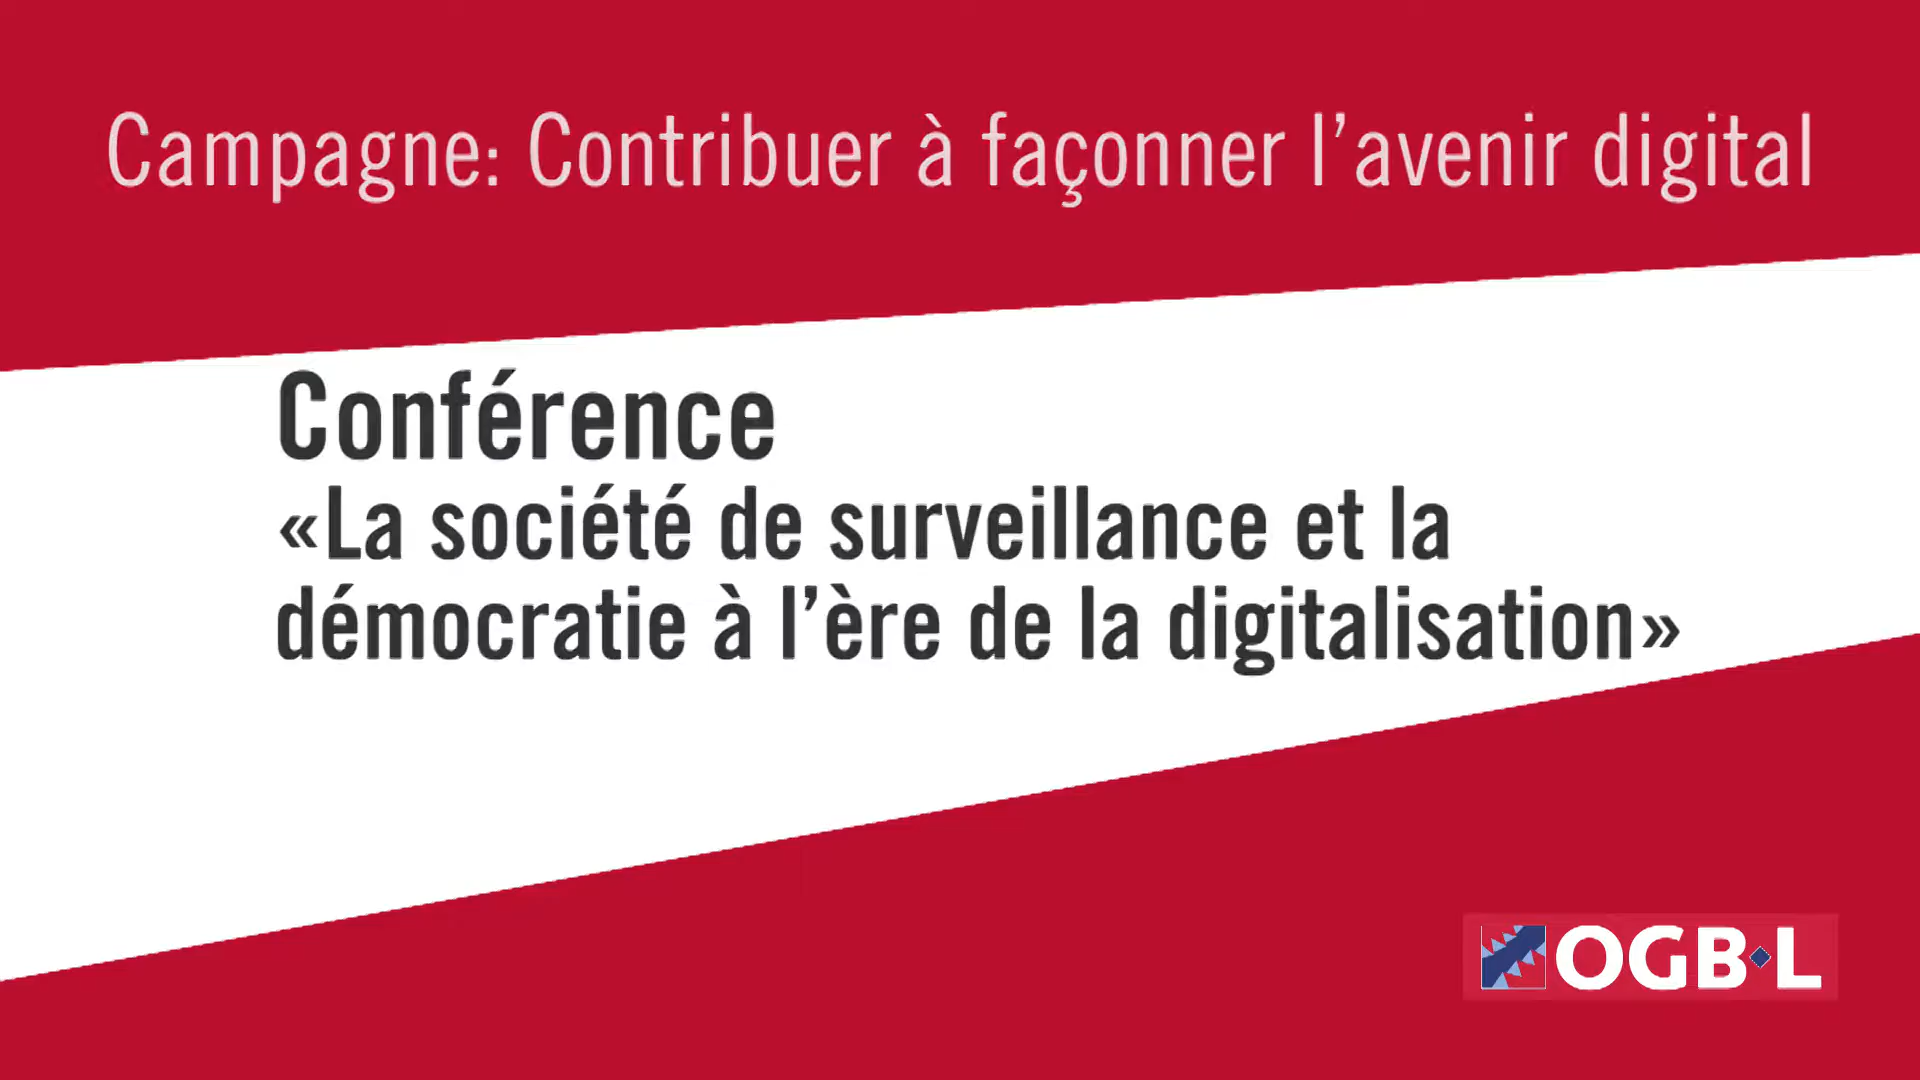 Campagne: Contribuer à façonner l’avenir digital
Conférence
«La société de surveillance et la
démocratie à l’ère de la digitalisation»
OGB•L